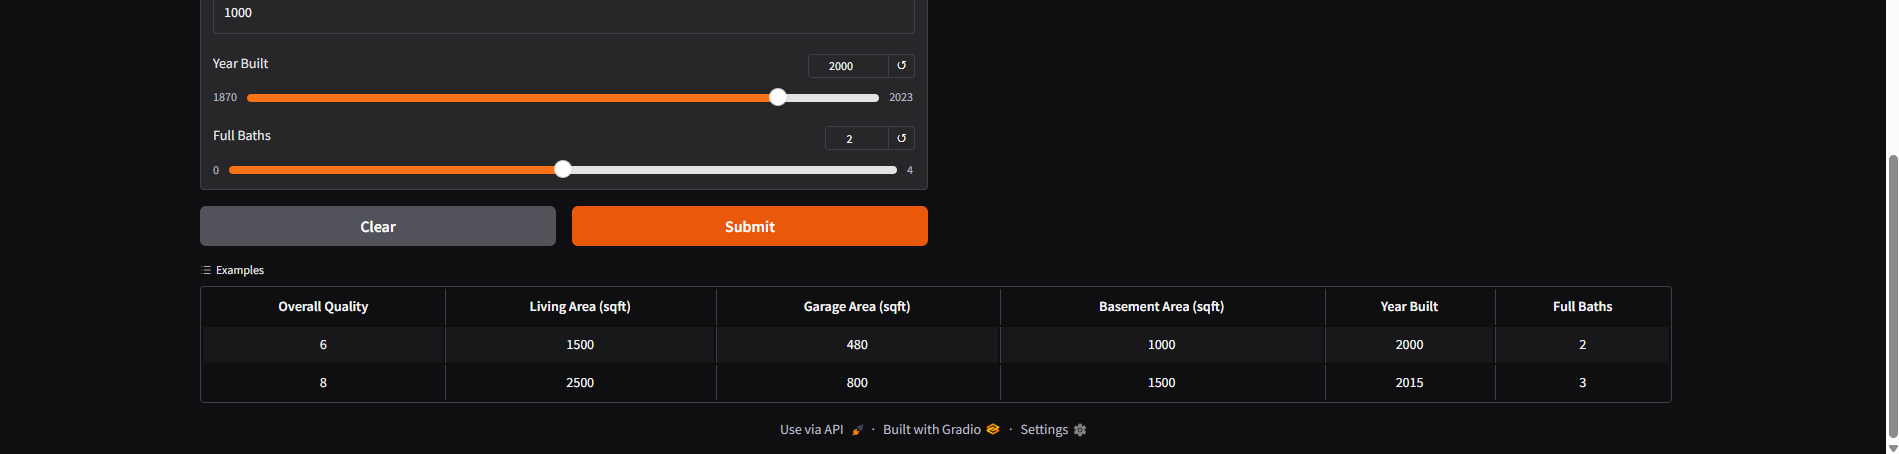 1000
Year Built
2000 ↺
1870 2023
Full Baths
2 ↺
0 4
Clear Submit
Examples
Overall Quality Living Area (sqft) Garage Area (sqft) Basement Area (sqft) Year Built Full Baths
6 1500 480 1000 2000 2
8 2500 800 1500 2015 3
Use via API · Built with Gradio · Settings